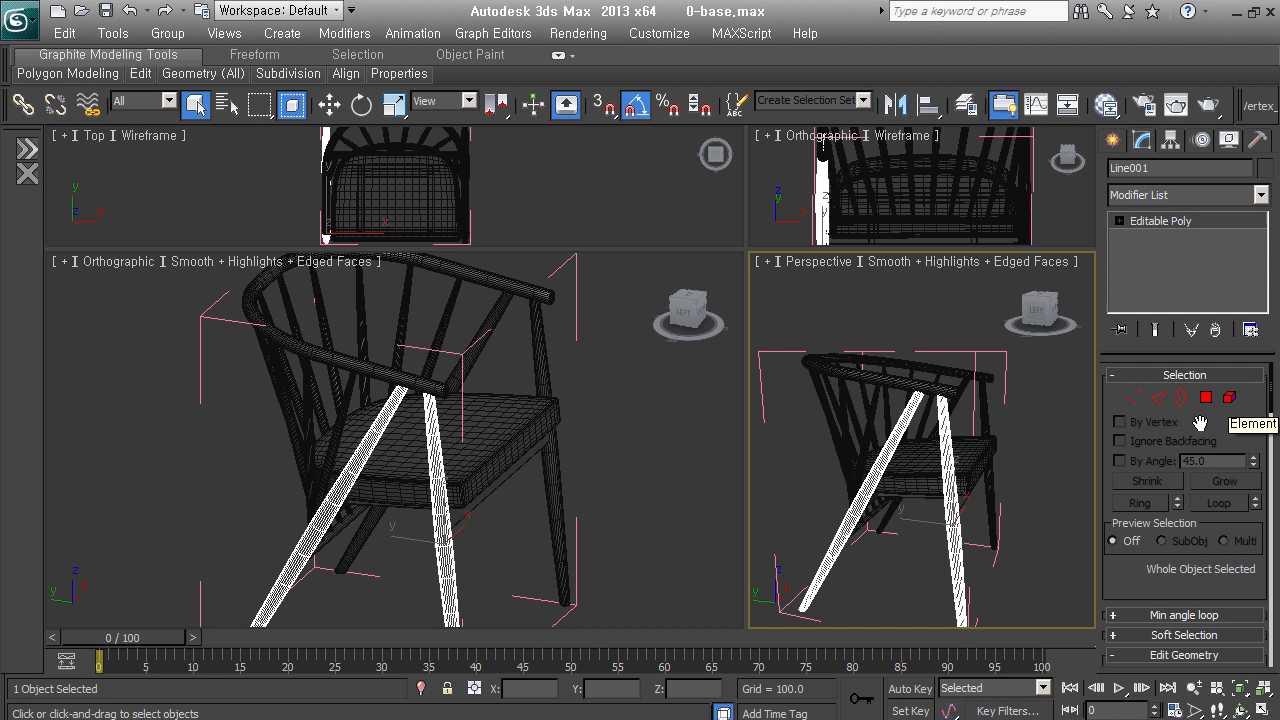 Workspace: Default
Autodesk 3ds Max 2013 x64 0-base.max
Type a keyword or phrase
Edit Tools Group Views Create Modifiers Animation Graph Editors Rendering Customize MAXScript Help
Graphite Modeling Tools Freeform Selection Object Paint
Polygon Modeling Edit Geometry (All) Subdivision Align Properties
All View 3 ABC Create Selection Set /ertex
[ + ] Top ] Wireframe ]
[ + ] Orthographic ] Wireframe ]
Line001
Modifier List
Editable Poly
[ + ] Orthographic ] Smooth + Highlights + Edged Faces ]
[ + ] Perspective ] Smooth + Highlights + Edged Faces ]
LEFT
LEFT
Selection
By Vertex
Element
Ignore Backfacing
By Angle: 45.0
Shrink Grow
Ring Loop
Preview Selection
Off SubObj Multi
Whole Object Selected
Min angle loop
Soft Selection
Edit Geometry
0 / 100
0 5 10 15 20 25 30 35 40 45 50 55 60 65 70 75 80 85 90 95 100
1 Object Selected X: Y: Z: Grid = 100.0 Auto Key Selected
Click or click-and-drag to select objects Add Time Tag Set Key Key Filters... 0